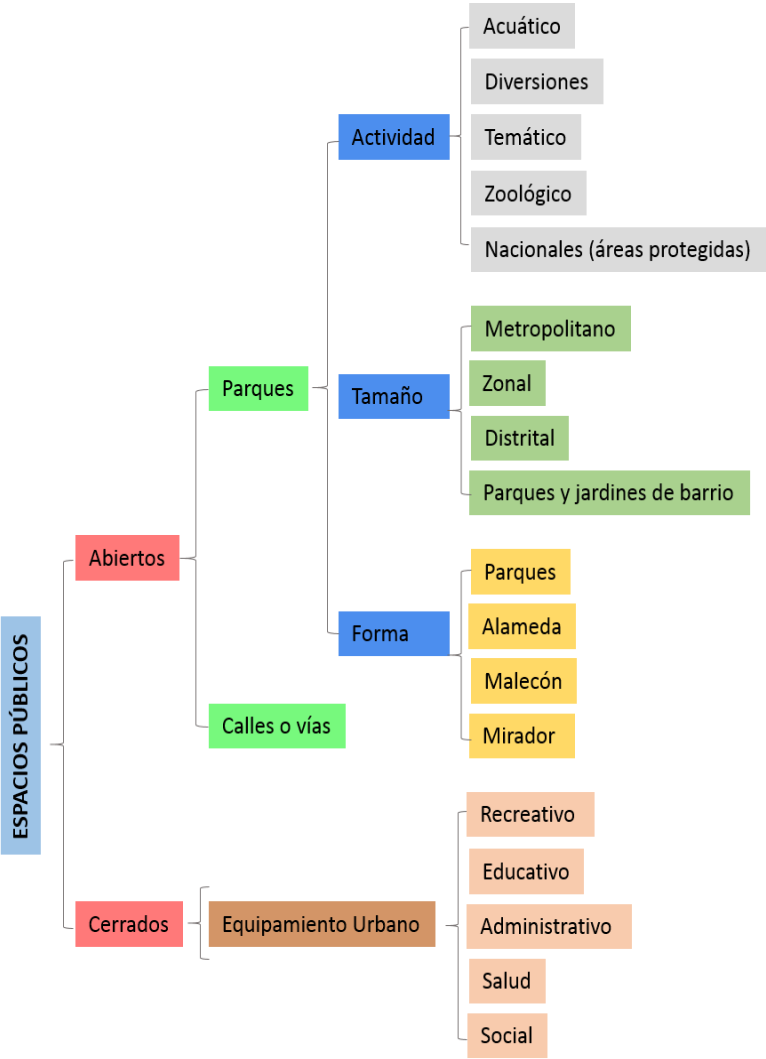 ESPACIOS PÚBLICOS
Abiertos
Parques
Actividad
Acuático
Diversiones
Temático
Zoológico
Nacionales (áreas protegidas)
Tamaño
Metropolitano
Zonal
Distrital
Parques y jardines de barrio
Forma
Parques
Alameda
Malecón
Mirador
Calles o vías
Cerrados
Equipamiento Urbano
Recreativo
Educativo
Administrativo
Salud
Social